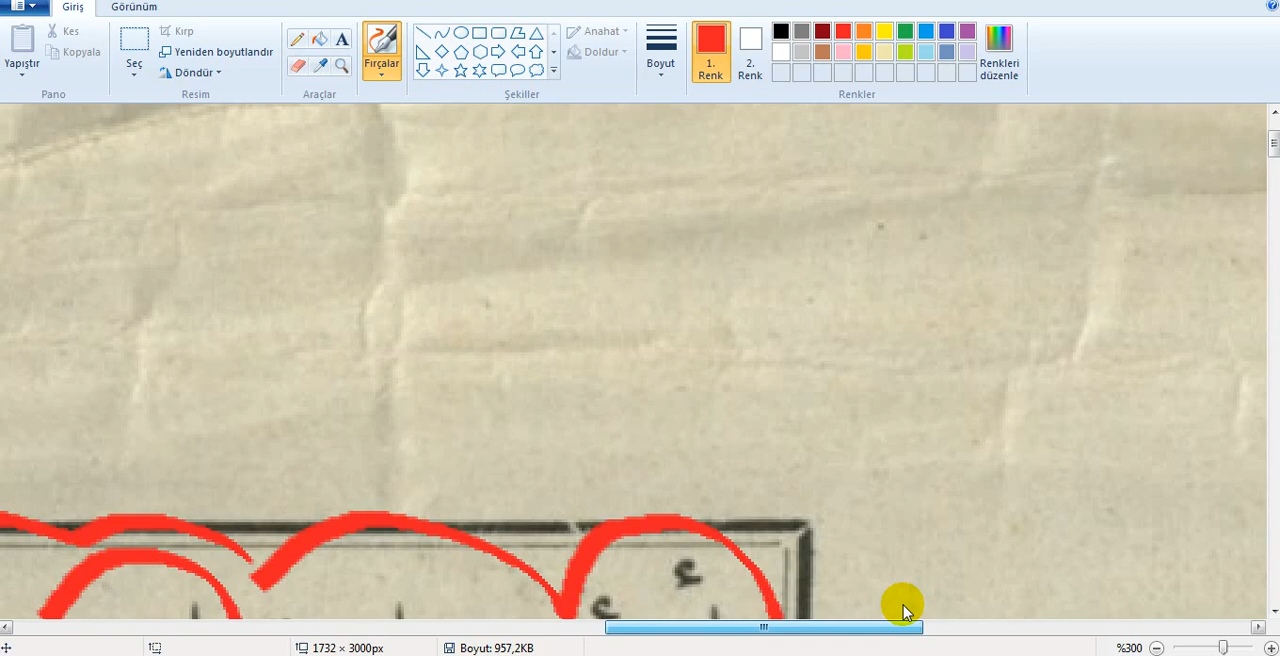 Giriş Görünüm
Yapıştır
Kes
Kopyala
Pano
Seç
Kırp
Yeniden boyutlandır
Döndür
Resim
A
Araçlar
Fırçalar
Anahat
Doldur
Şekiller
Boyut
1. Renk
2. Renk
Renkleri düzenle
Renkler
1732 × 3000px
Boyut: 957,2KB
%300